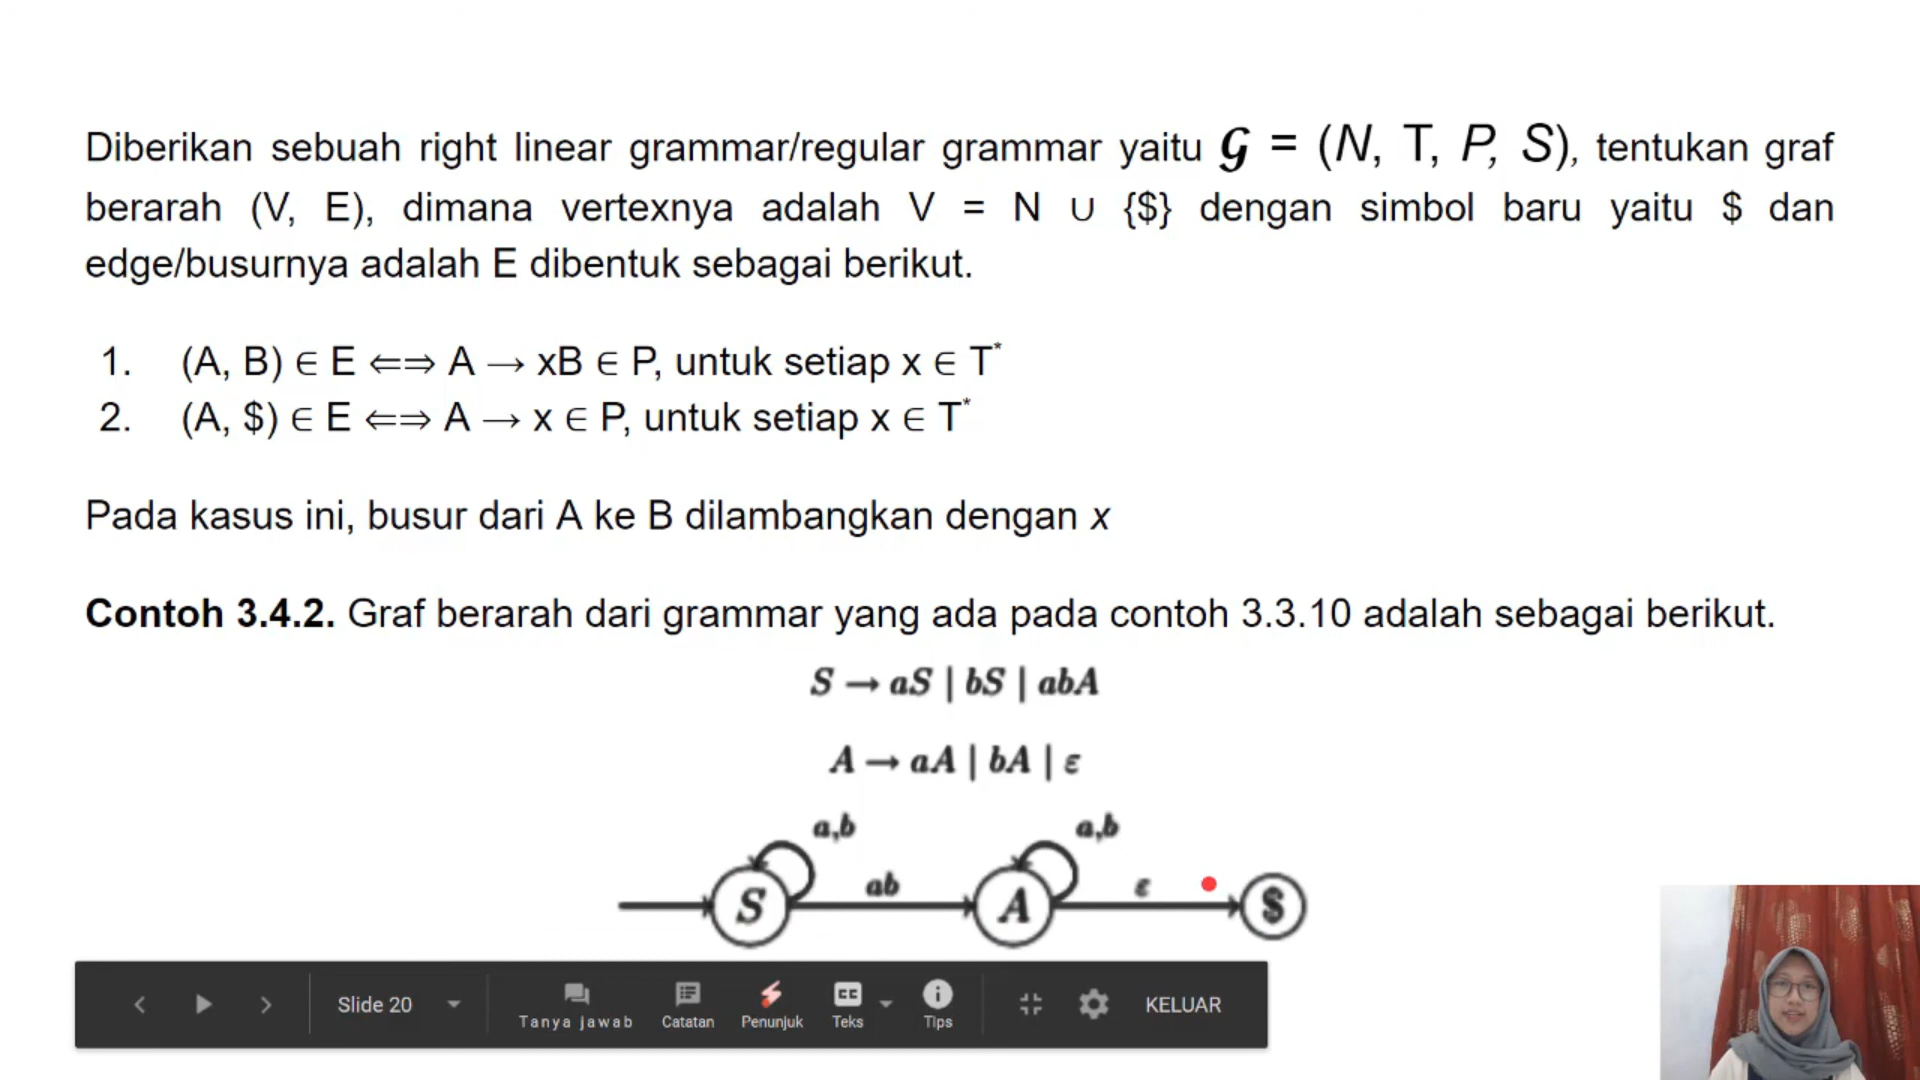 Diberikan sebuah right linear grammar/regular grammar yaitu 𝓖 = (N, T, P, S), tentukan graf
berarah (V, E), dimana vertexnya adalah V = N ∪ {$} dengan simbol baru yaitu $ dan
edge/busurnya adalah E dibentuk sebagai berikut.
1. (A, B) ∈ E ⟸⟹ A → xB ∈ P, untuk setiap x ∈ T*
2. (A, $) ∈ E ⟸⟹ A → x ∈ P, untuk setiap x ∈ T*
Pada kasus ini, busur dari A ke B dilambangkan dengan x
Contoh 3.4.2. Graf berarah dari grammar yang ada pada contoh 3.3.10 adalah sebagai berikut.
S → aS | bS | abA
A → aA | bA | ε
a,b a,b
S ab A ε $
Slide 20 Tanya jawab Catatan Penunjuk CC Teks Tips KELUAR